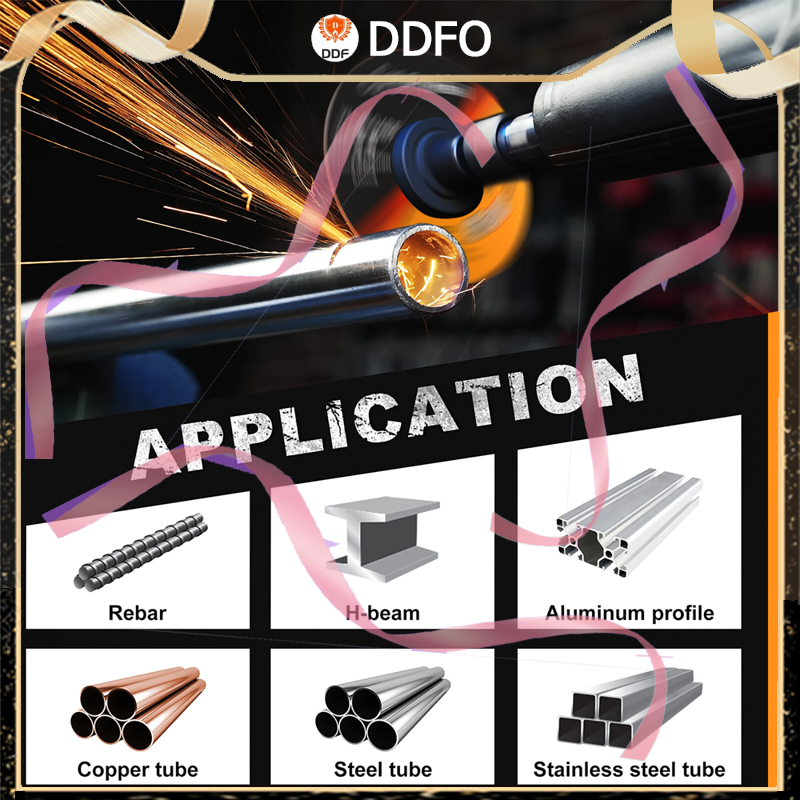 DDF
DDFO
APPLICATION
Rebar
H-beam
Aluminum profile
Copper tube
Steel tube
Stainless steel tube